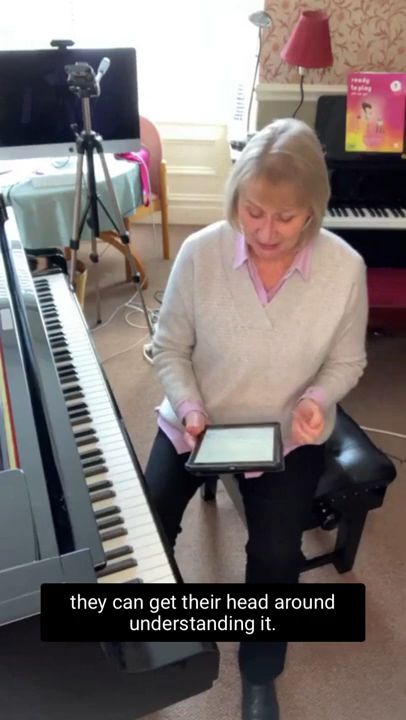 ready
to play
they can get their head around
understanding it.